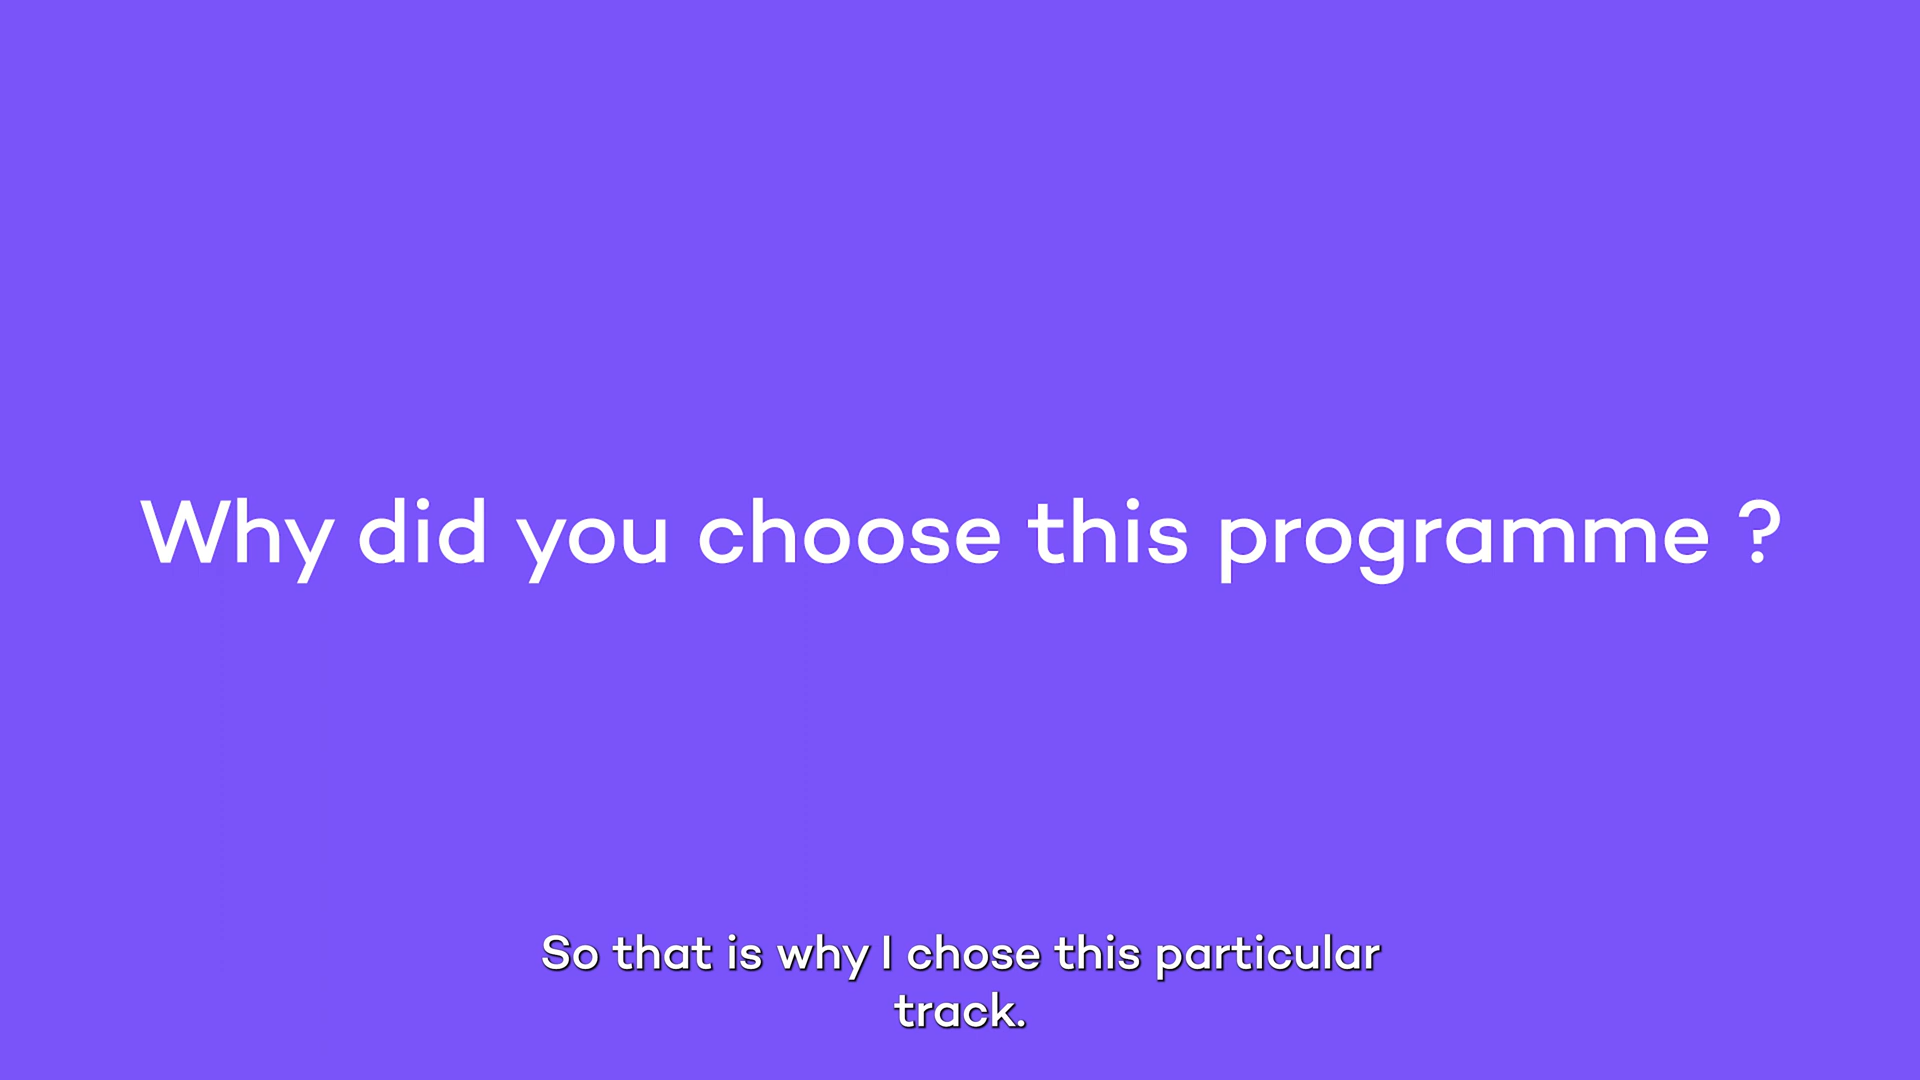 Why did you choose this programme ?
So that is why I chose this particular
track.